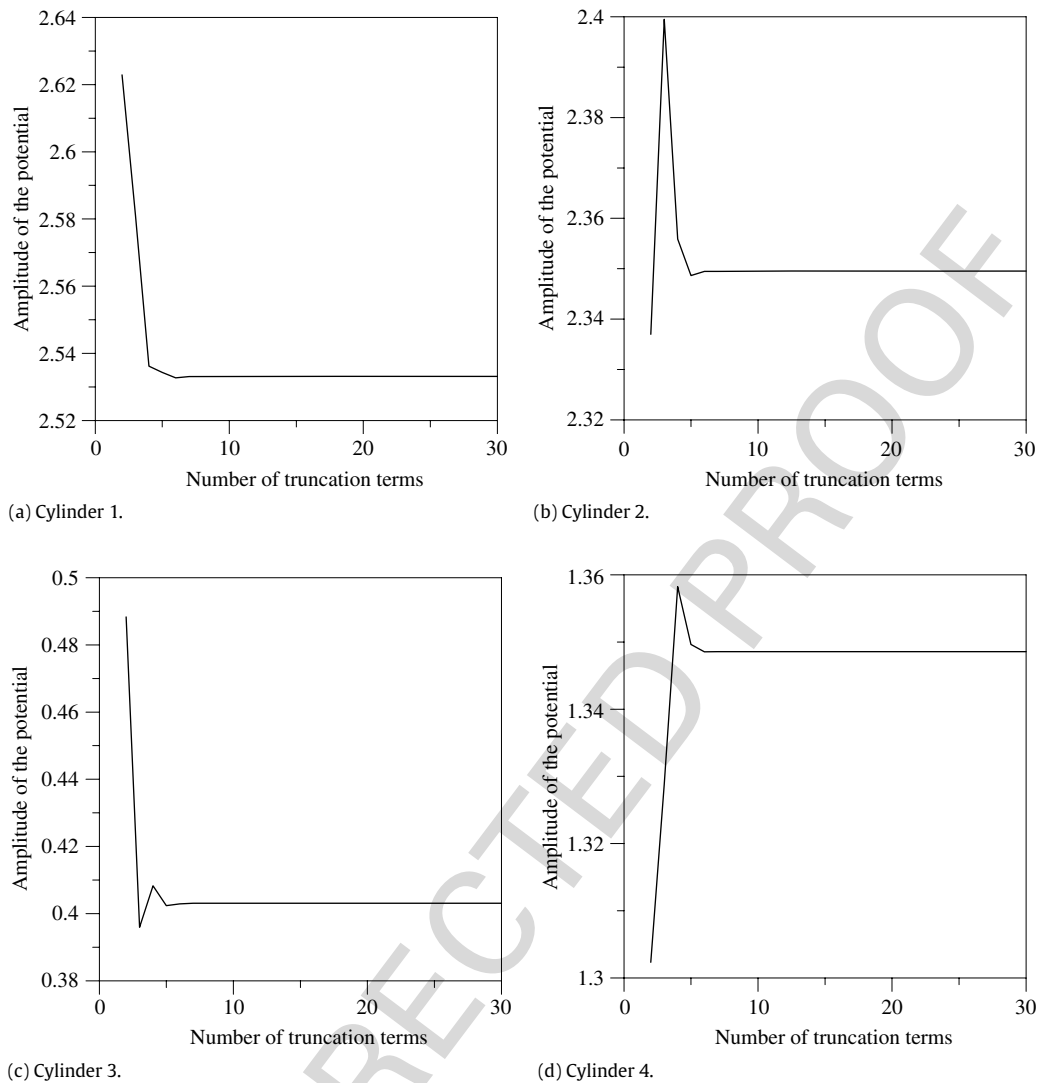 2.64
2.62
2.6
2.58
2.56
2.54
2.52
Amplitude of the potential
0 10 20 30
Number of truncation terms
(a) Cylinder 1.
2.4
2.38
2.36
2.34
2.32
Amplitude of the potential
0 10 20 30
Number of truncation terms
(b) Cylinder 2.
0.5
0.48
0.46
0.44
0.42
0.4
0.38
Amplitude of the potential
0 10 20 30
Number of truncation terms
(c) Cylinder 3.
1.36
1.34
1.32
1.3
Amplitude of the potential
0 10 20 30
Number of truncation terms
(d) Cylinder 4.
RECTED PROOF